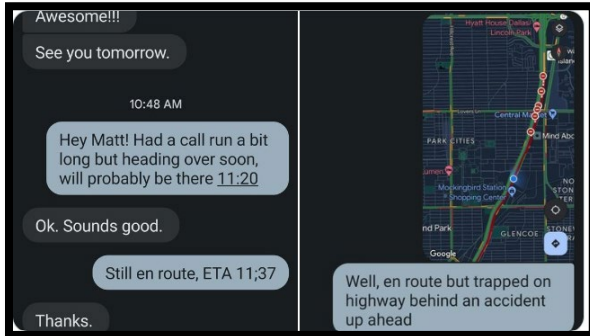 Awesome!!!
See you tomorrow.
10:48 AM
Hey Matt! Had a call run a bit
long but heading over soon,
will probably be there 11:20
Ok. Sounds good.
Still en route, ETA 11;37
Thanks.
Hyatt House Dallas
Lincoln Park
Central Market
Mind Abo
PARK CITIES
Mockingbird Station
Shopping Center
nd Park
GLENCOE
Google
Well, en route but trapped on
highway behind an accident
up ahead